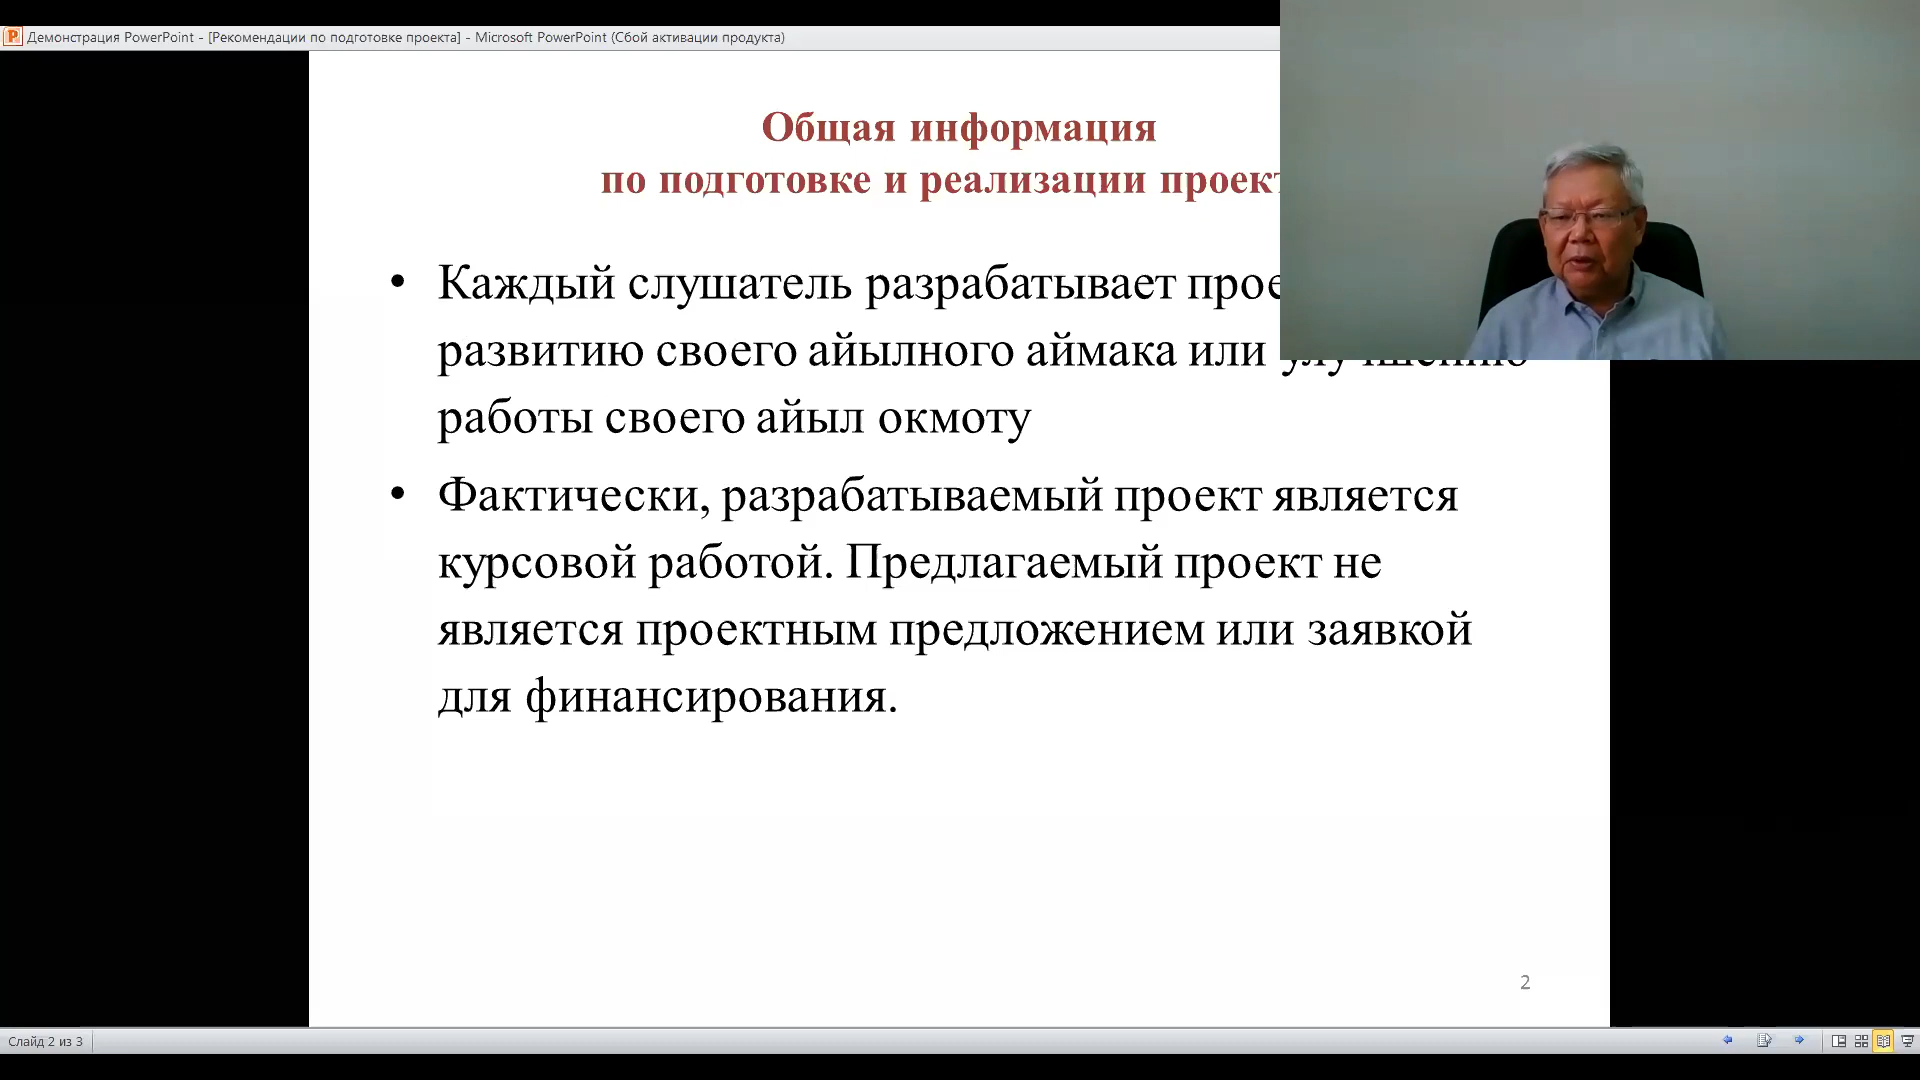 Демонстрация PowerPoint - [Рекомендации по подготовке проекта] - Microsoft PowerPoint (Сбой активации продукта)
Общая информация
по подготовке и реализации
• Каждый слушатель разрабатывает
развитию своего айылного аймака или
работы своего айыл окмоту
• Фактически, разрабатываемый проект является
курсовой работой. Предлагаемый проект не
является проектным предложением или заявкой
для финансирования.
2
Слайд 2 из 3